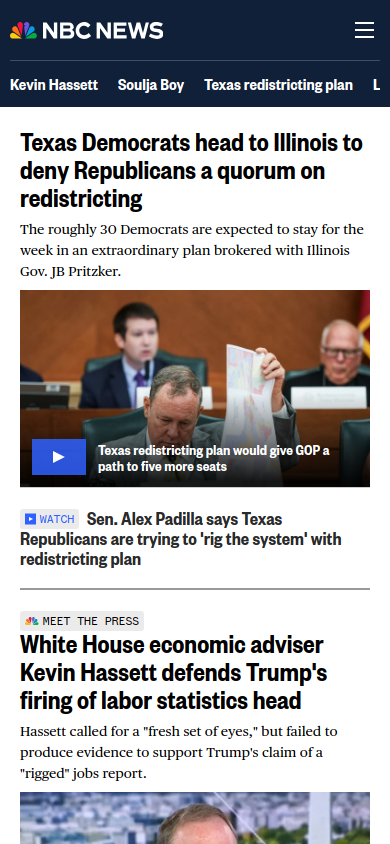 NBC NEWS
Kevin Hassett Soulja Boy Texas redistricting plan L
Texas Democrats head to Illinois to
deny Republicans a quorum on
redistricting
The roughly 30 Democrats are expected to stay for the
week in an extraordinary plan brokered with Illinois
Gov. JB Pritzker.
Texas redistricting plan would give GOP a
path to five more seats
WATCH Sen. Alex Padilla says Texas
Republicans are trying to 'rig the system' with
redistricting plan
MEET THE PRESS
White House economic adviser
Kevin Hassett defends Trump's
firing of labor statistics head
Hassett called for a "fresh set of eyes," but failed to
produce evidence to support Trump's claim of a
"rigged" jobs report.